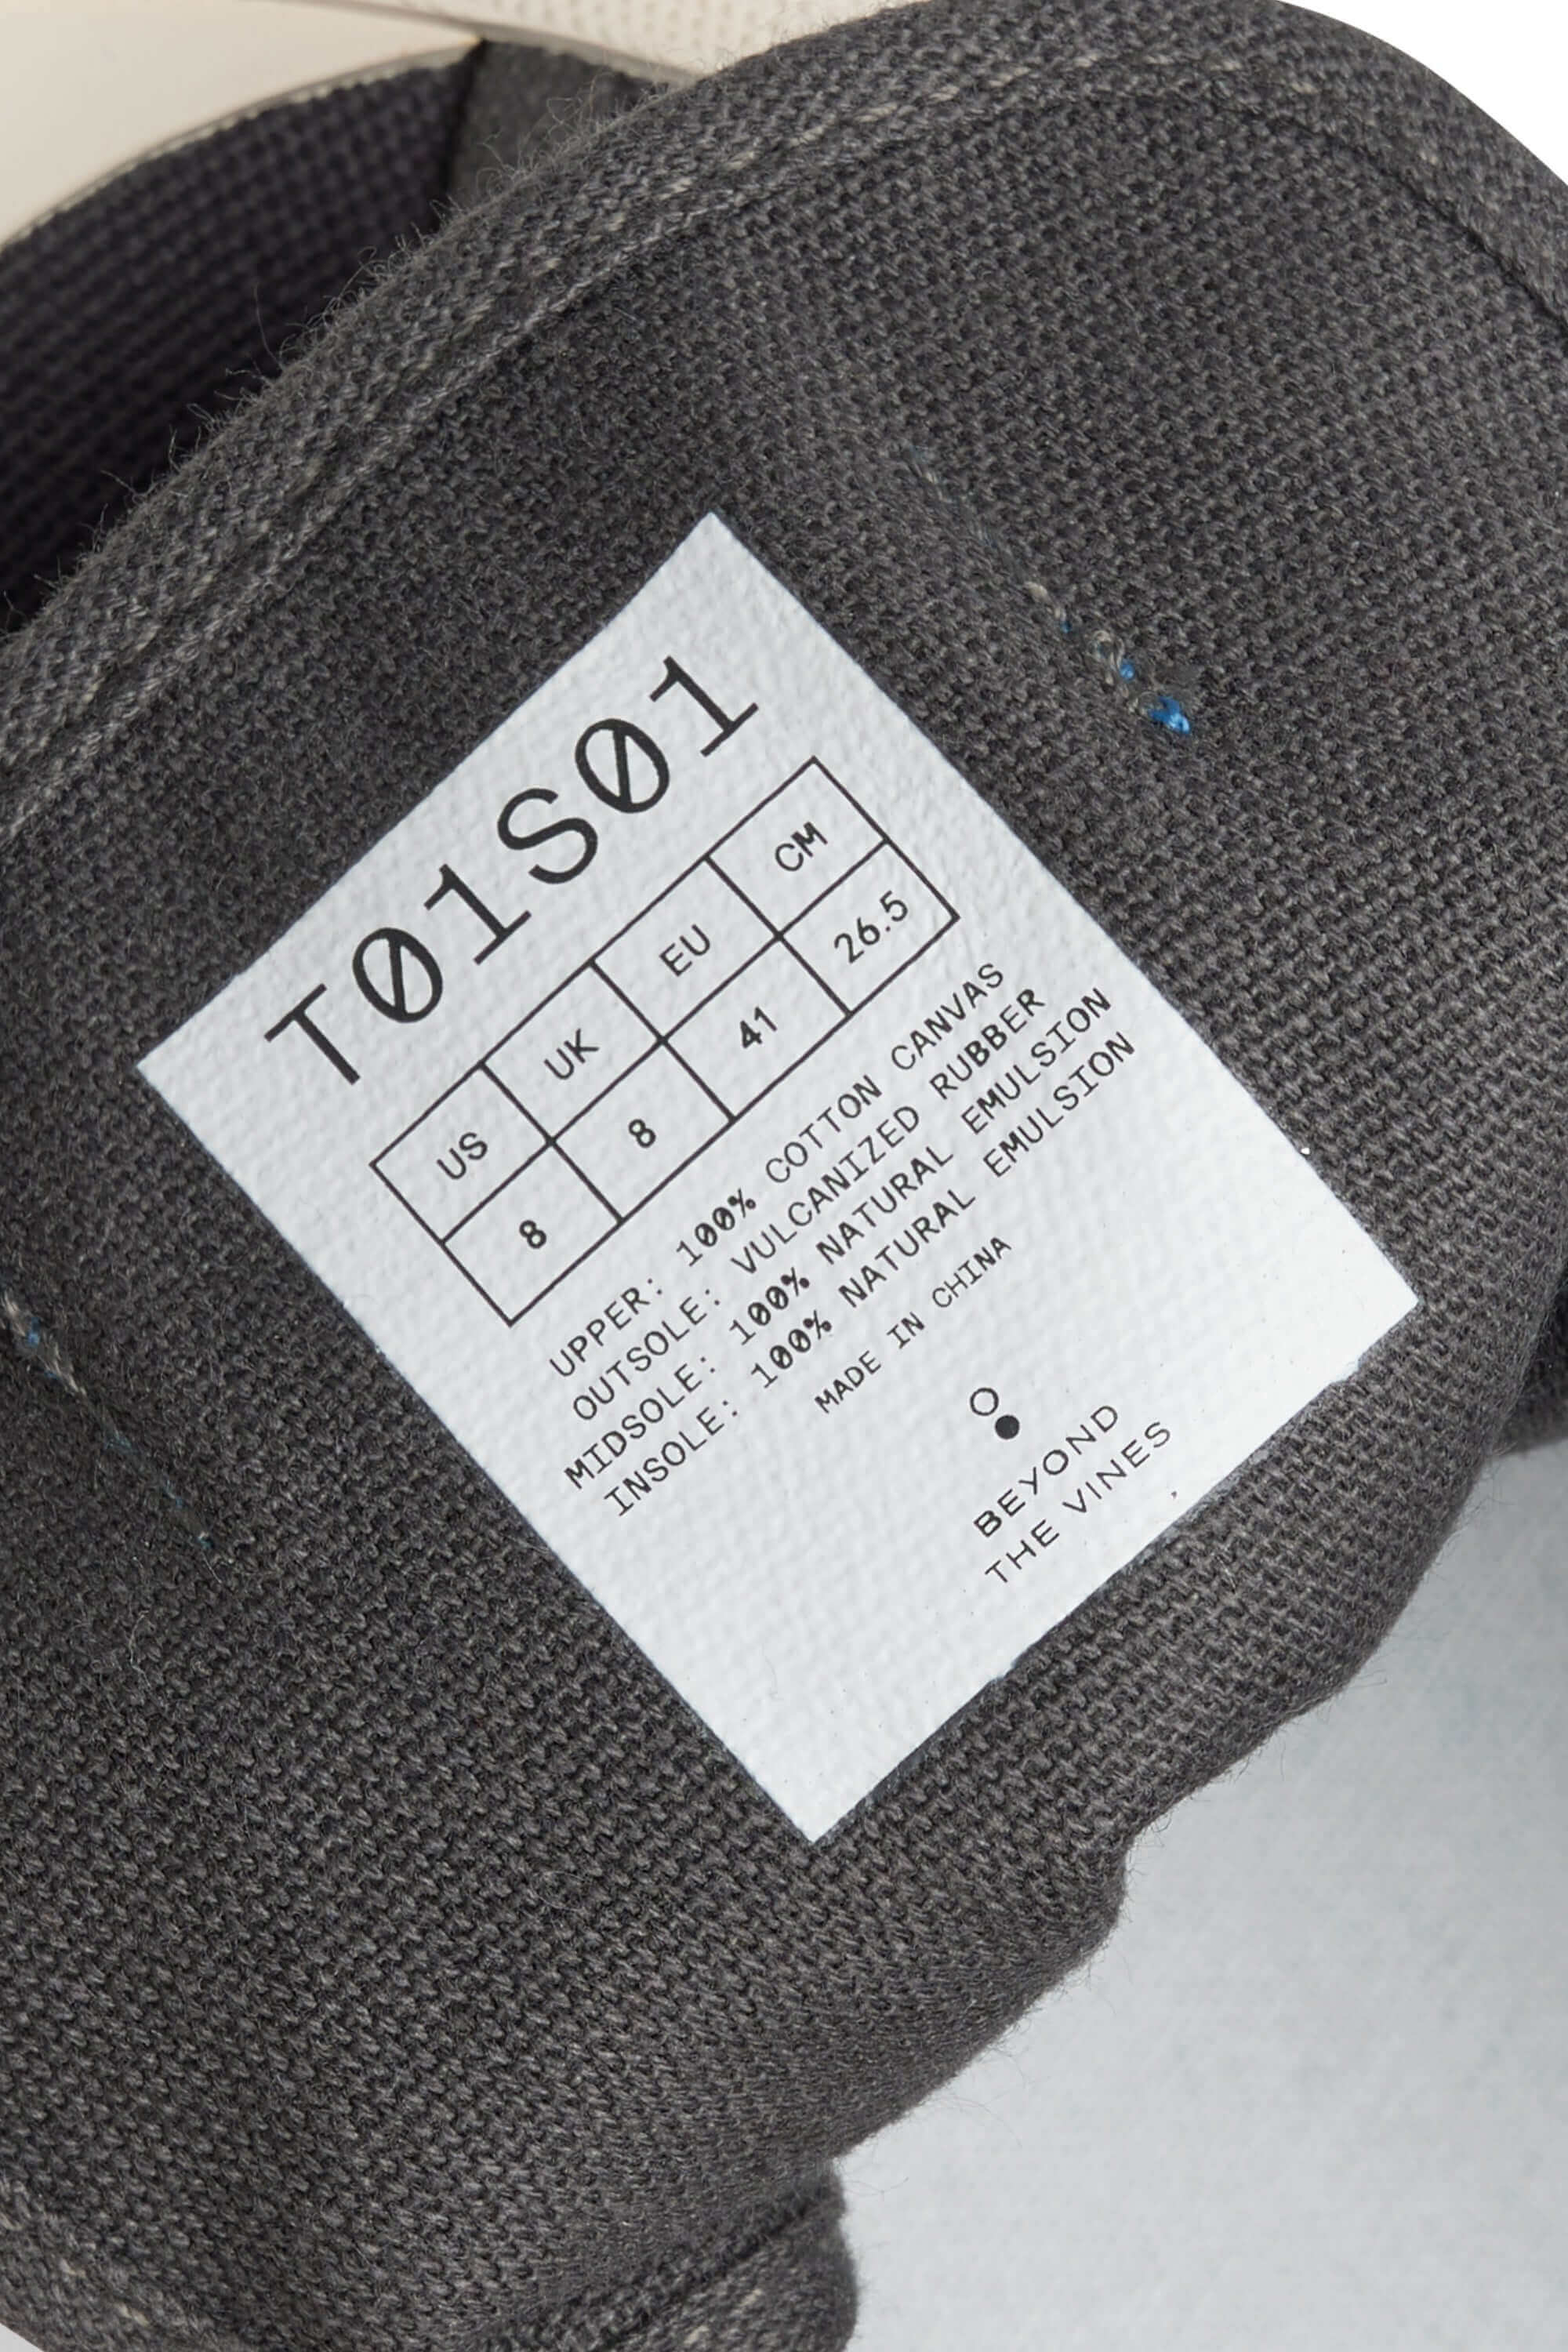 T01S01
US UK EU CM
8 8 41 26.5
UPPER: 100% COTTON CANVAS
OUTSOLE: VULCANIZED RUBBER
MIDSOLE: 100% NATURAL EMULSION
INSOLE: 100% NATURAL EMULSION
MADE IN CHINA
BEYOND
THE VINES